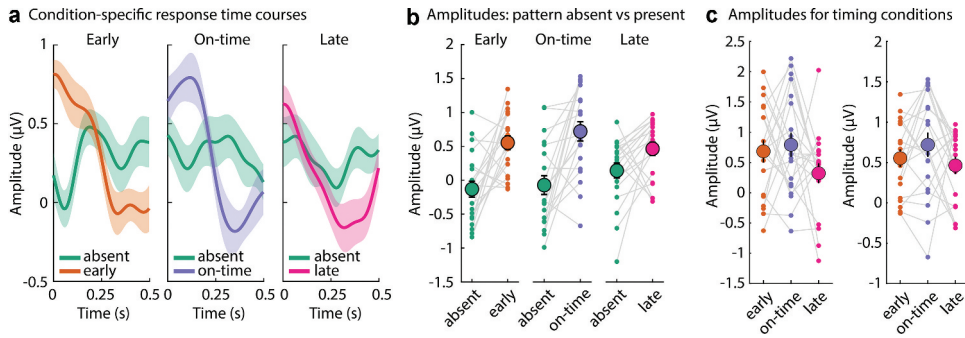 a Condition-specific response time courses
Early On-time Late
Amplitude (µV)
1
0.5
0
-0.5
absent
early
absent
on-time
absent
late
0 0.25 0.5 0 0.25 0.5 0 0.25 0.5
Time (s) Time (s) Time (s)
b Amplitudes: pattern absent vs present
Early On-time Late
Amplitude (µV)
2
1.5
1
0.5
0
-0.5
-1
-1.5
absent early absent on-time absent late
c Amplitudes for timing conditions
Amplitude (µV)
2.5
2
1.5
1
0.5
0
-0.5
-1
-1.5
early on-time late
Amplitude (µV)
2
1.5
1
0.5
0
-0.5
-1
early on-time late